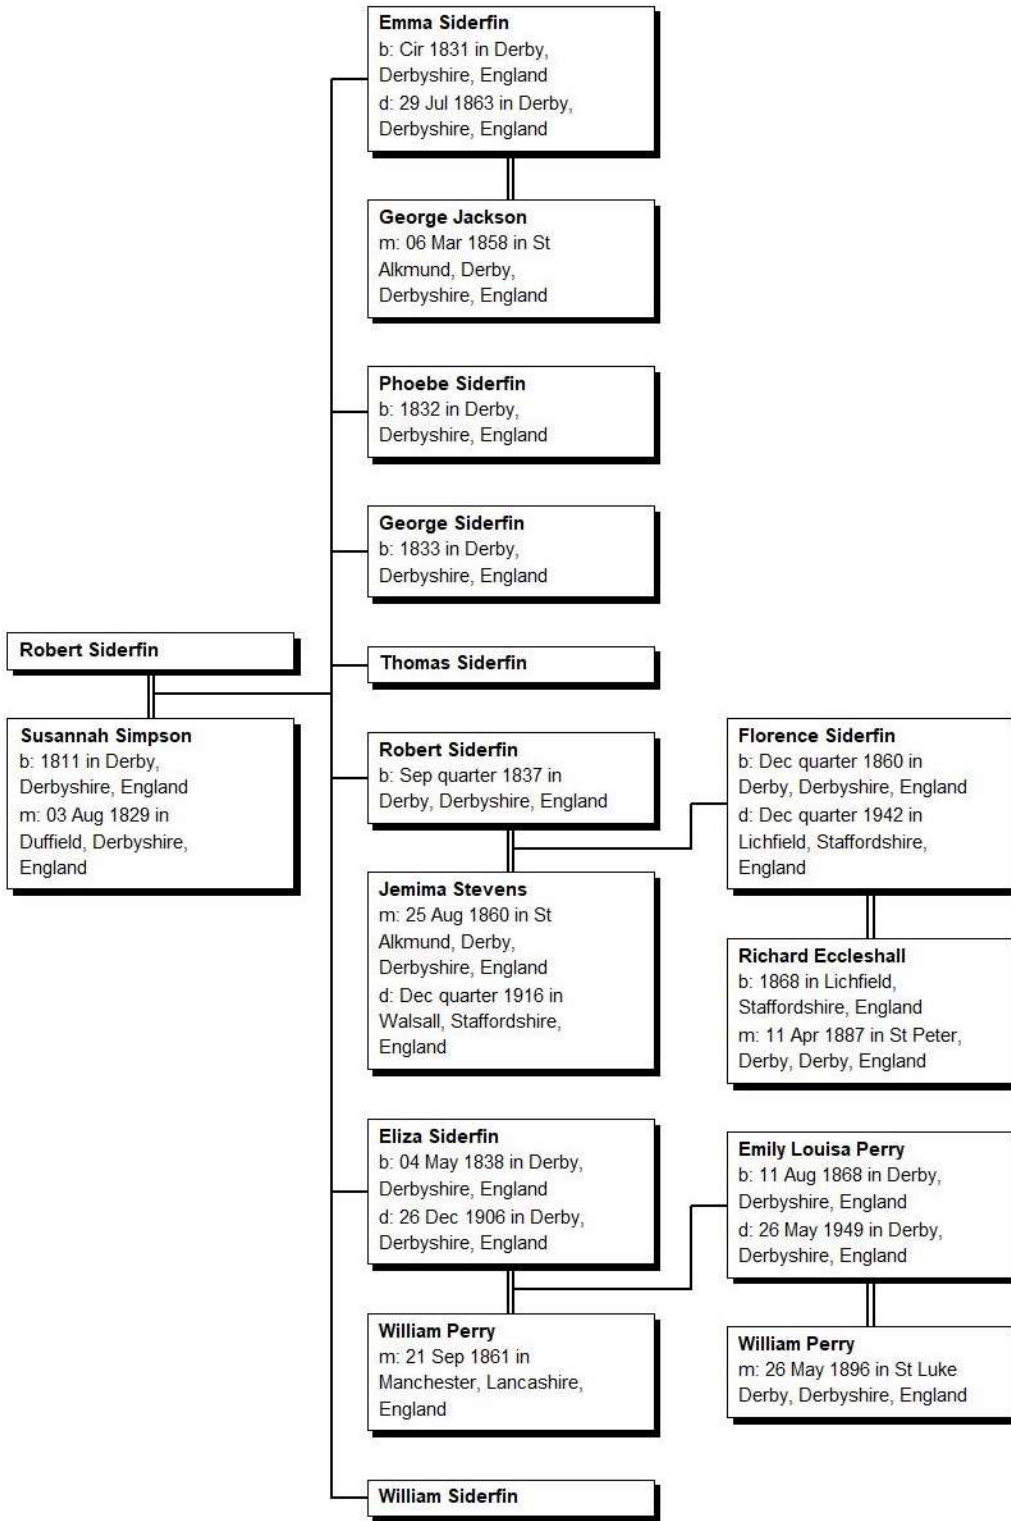 Emma Siderfin
b: Cir 1831 in Derby,
Derbyshire, England
d: 29 Jul 1863 in Derby,
Derbyshire, England
George Jackson
m: 06 Mar 1858 in St
Alkmund, Derby,
Derbyshire, England
Phoebe Siderfin
b: 1832 in Derby,
Derbyshire, England
George Siderfin
b: 1833 in Derby,
Derbyshire, England
Robert Siderfin
Thomas Siderfin
Susannah Simpson
b: 1811 in Derby,
Derbyshire, England
m: 03 Aug 1829 in
Duffield, Derbyshire,
England
Robert Siderfin
b: Sep quarter 1837 in
Derby, Derbyshire, England
Florence Siderfin
b: Dec quarter 1860 in
Derby, Derbyshire, England
d: Dec quarter 1942 in
Lichfield, Staffordshire,
England
Jemima Stevens
m: 25 Aug 1860 in St
Alkmund, Derby,
Derbyshire, England
d: Dec quarter 1916 in
Walsall, Staffordshire,
England
Richard Eccleshall
b: 1868 in Lichfield,
Staffordshire, England
m: 11 Apr 1887 in St Peter,
Derby, Derby, England
Eliza Siderfin
b: 04 May 1838 in Derby,
Derbyshire, England
d: 26 Dec 1906 in Derby,
Derbyshire, England
Emily Louisa Perry
b: 11 Aug 1868 in Derby,
Derbyshire, England
d: 26 May 1949 in Derby,
Derbyshire, England
William Perry
m: 21 Sep 1861 in
Manchester, Lancashire,
England
William Perry
m: 26 May 1896 in St Luke
Derby, Derbyshire, England
William Siderfin